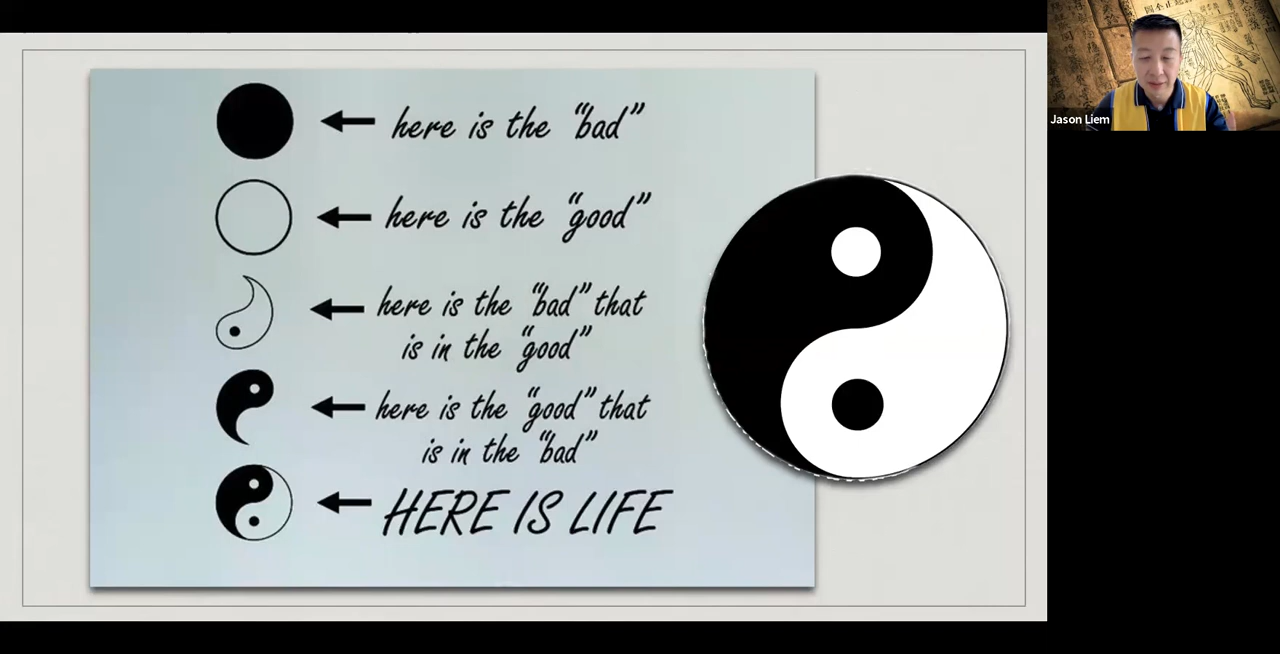 here is the “bad”
here is the “good”
here is the “bad” that
is in the “good”
here is the “good” that
is in the “bad”
HERE IS LIFE
Jason Liem